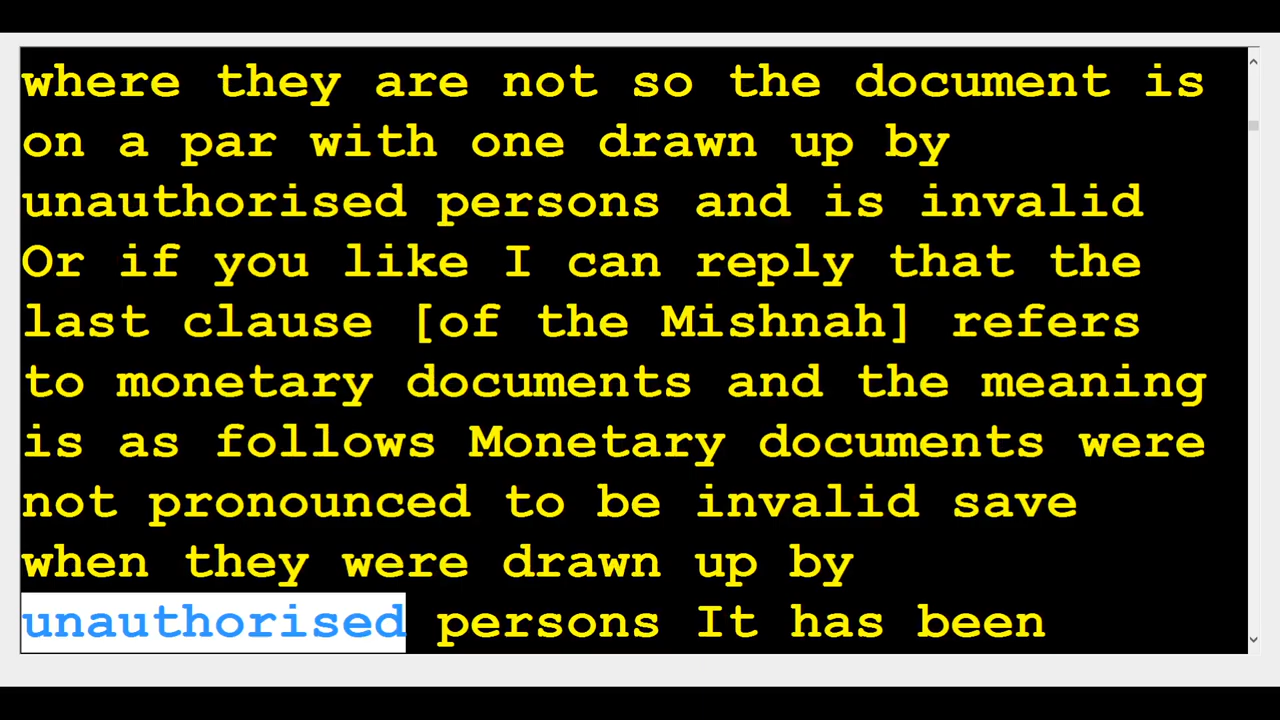 where they are not so the document is
on a par with one drawn up by
unauthorised persons and is invalid
Or if you like I can reply that the
last clause [of the Mishnah] refers
to monetary documents and the meaning
is as follows Monetary documents were
not pronounced to be invalid save
when they were drawn up by
unauthorised persons It has been